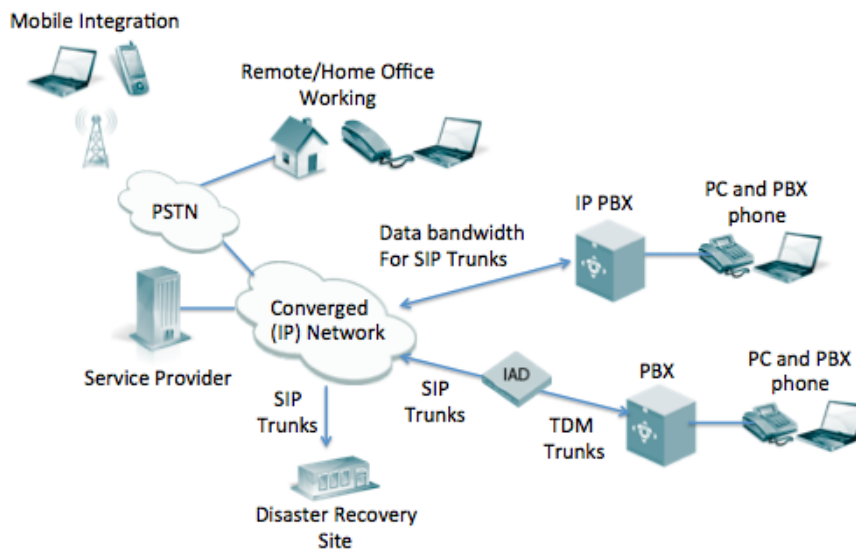 Mobile Integration
Remote/Home Office
Working
PSTN
IP PBX
PC and PBX
phone
Data bandwidth
For SIP Trunks
Converged
(IP) Network
Service Provider
SIP
Trunks
SIP
Trunks
IAD
TDM
Trunks
PBX
PC and PBX
phone
Disaster Recovery
Site